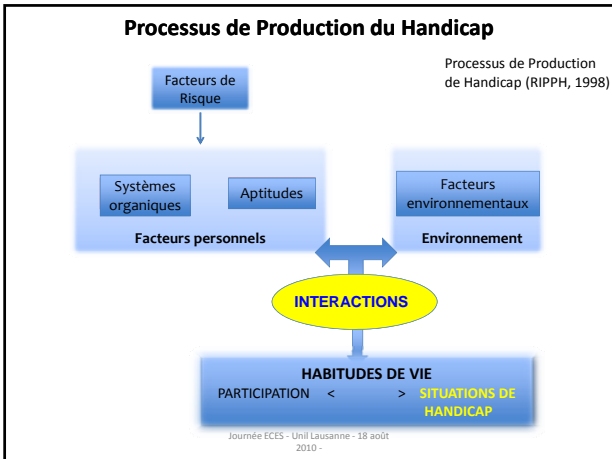 Processus de Production du Handicap
Processus de Production
de Handicap (RIPPH, 1998)
Facteurs de
Risque
Systèmes
organiques
Aptitudes
Facteurs personnels
Facteurs
environnementaux
Environnement
INTERACTIONS
HABITUDES DE VIE
PARTICIPATION < > SITUATIONS DE
HANDICAP
Journée ECES - Unil Lausanne - 18 août
2010 -